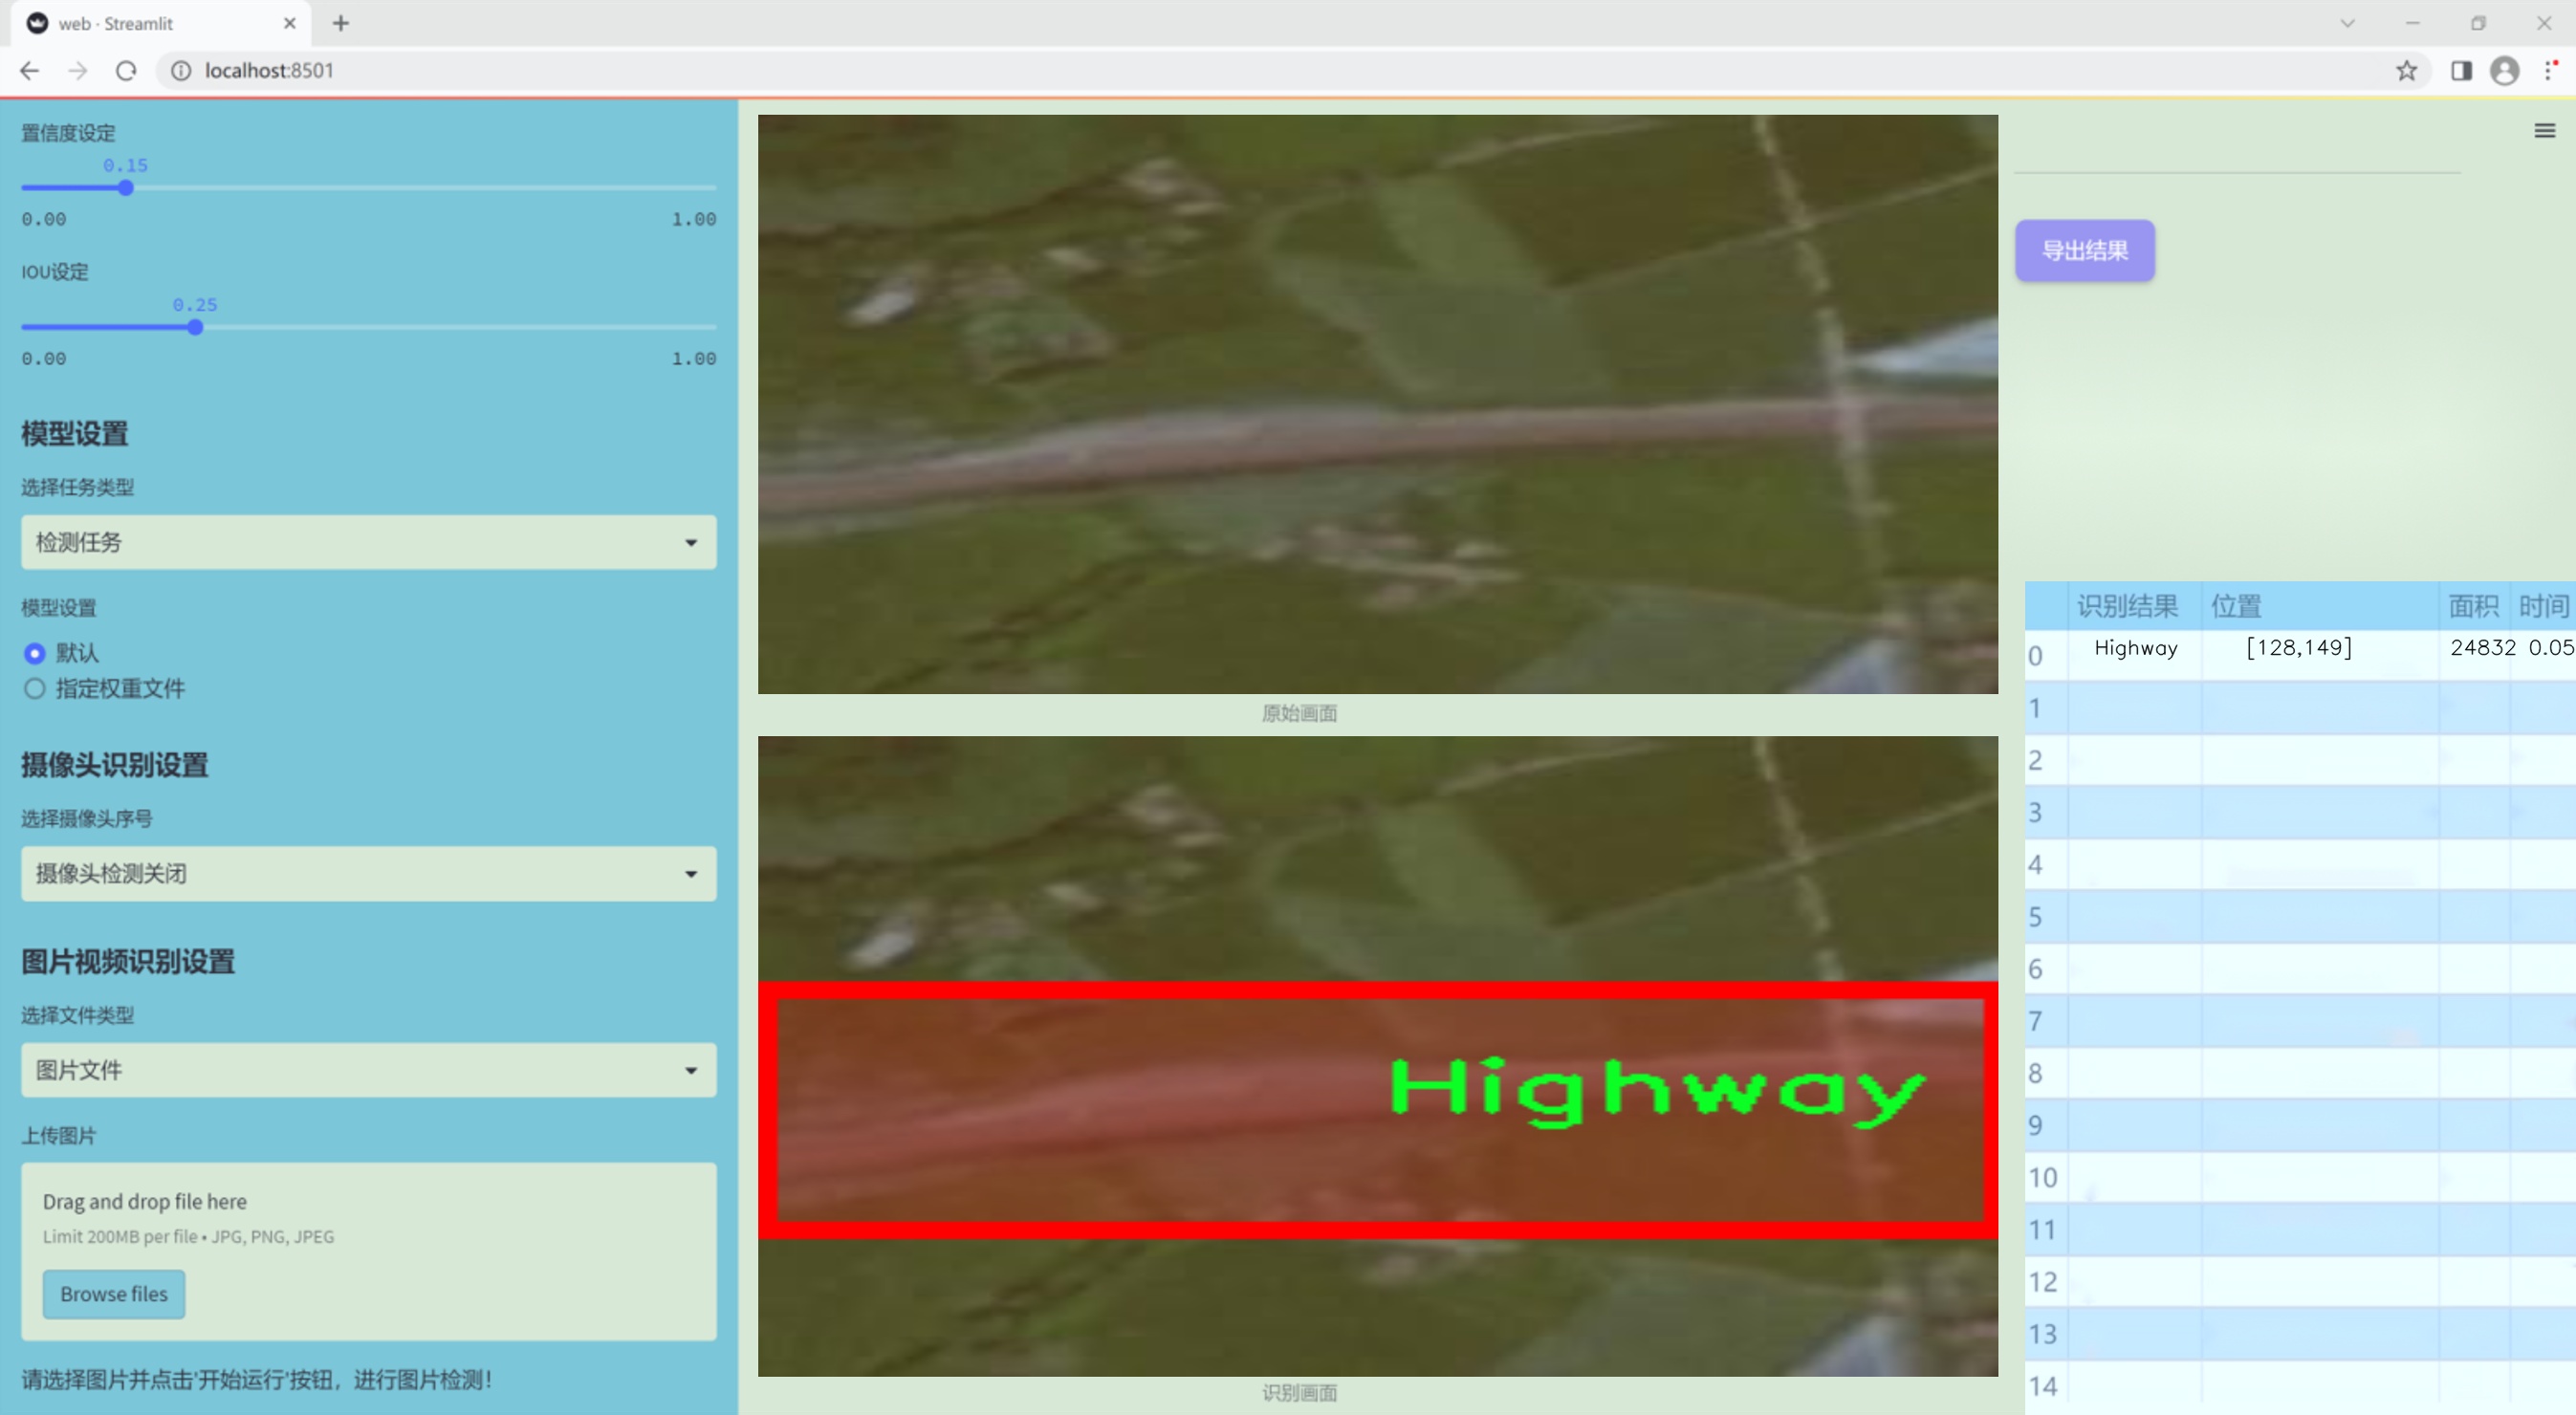 web · Streamlit
localhost:8501
置信度设定
0.15
0.00 1.00
IOU设定
0.25
0.00 1.00
模型设置
选择任务类型
检测任务
模型设置
默认
指定权重文件
摄像头识别设置
选择摄像头序号
摄像头检测关闭
图片视频识别设置
选择文件类型
图片文件
上传图片
Drag and drop file here
Limit 200MB per file • JPG, PNG, JPEG
Browse files
请选择图片并点击'开始运行'按钮，进行图片检测!
原始画面
Highway
识别画面
导出结果
识别结果 位置 面积 时间
0 Highway [128,149] 24832 0.05
1
2
3
4
5
6
7
8
9
10
11
12
13
14